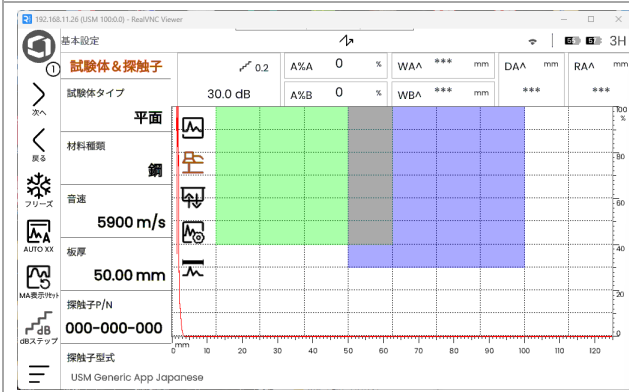 192.168.11.26 (USM 100:0.0) - RealVNC Viewer
基本設定
3H
1
試験体＆探触子
0.2
A%A 0 %
WA∧ *** mm
DA∧ mm
RA∧ mm
試験体タイプ
30.0 dB
A%B 0 %
WB∧ *** mm
***
***
次へ
平面
戻る
材料種類
鋼
フリーズ
音速
5900 m/s
AUTO XX
板厚
50.00 mm
MA表示リセット
探触子P/N
000-000-000
dB
dBステップ
探触子型式
USM Generic App Japanese
100
%
80
60
40
20
0
mm
0 10 20 30 40 50 60 70 80 90 100 110 120